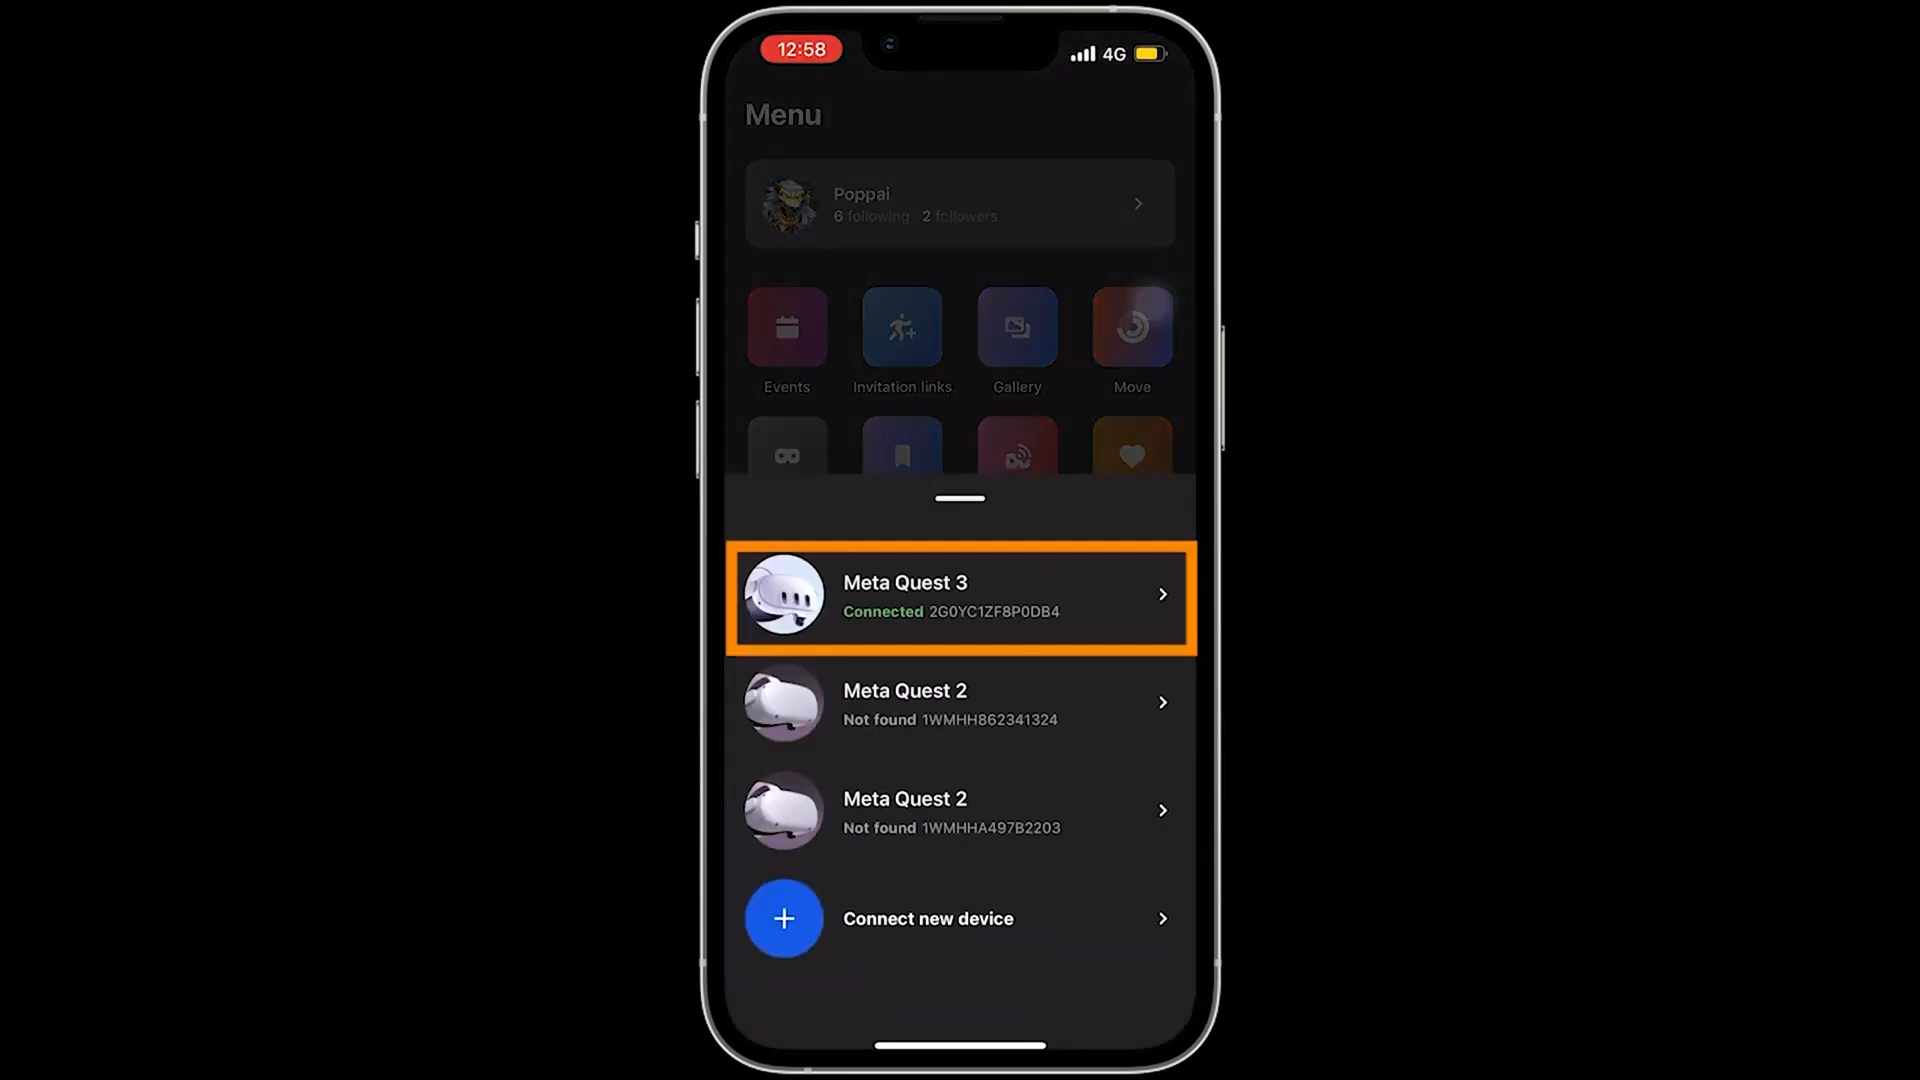 12:58
4G
Menu
Poppai
6 following 2 followers
Events Invitation links Gallery Move
Meta Quest 3
Connected 2G0YC1ZF8P0DB4
Meta Quest 2
Not found 1WMHH862341324
Meta Quest 2
Not found 1WMHHA497B2203
Connect new device